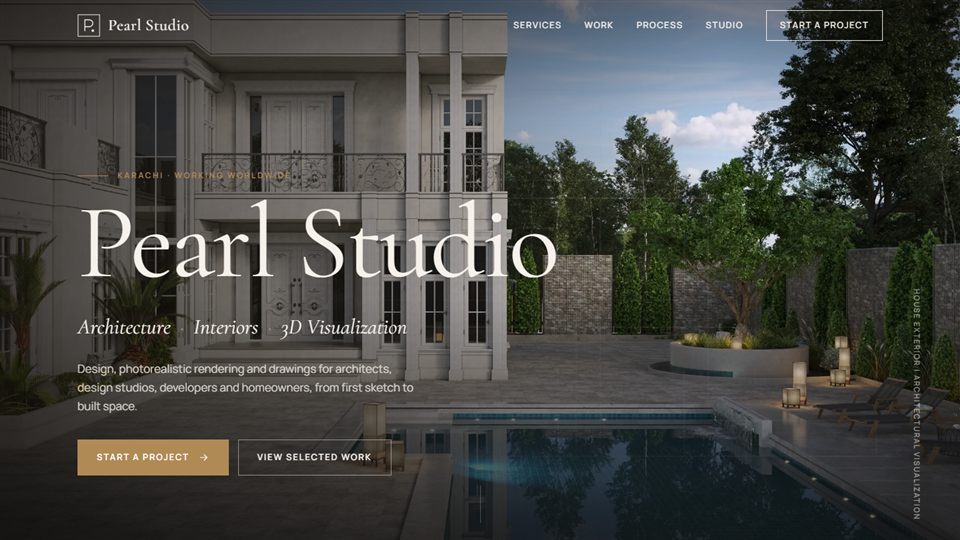 P.
Pearl Studio
SERVICES
WORK
PROCESS
STUDIO
START A PROJECT
KARACHI · WORKING WORLDWIDE
Pearl Studio
Architecture · Interiors · 3D Visualization
Design, photorealistic rendering and drawings for architects,
design studios, developers and homeowners, from first sketch to
built space.
START A PROJECT →
VIEW SELECTED WORK
HOUSE EXTERIOR | ARCHITECTURAL VISUALIZATION